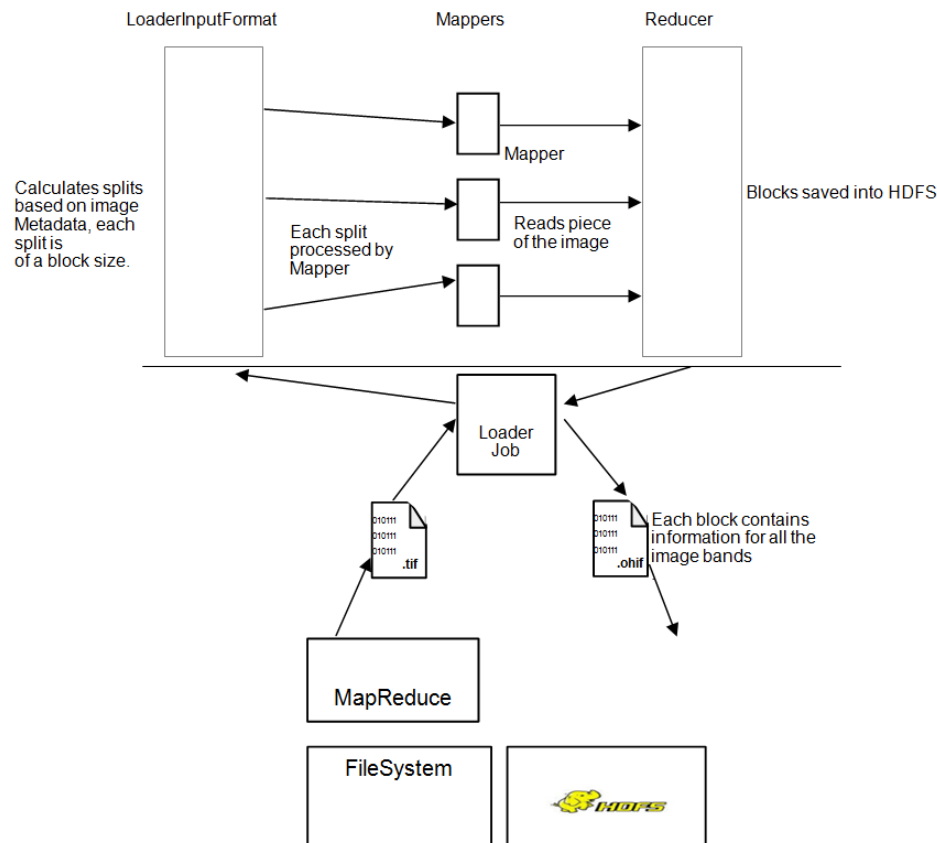 LoaderInputFormat
Mappers
Reducer
Mapper
Calculates splits
based on image
Metadata, each
split is
of a block size.
Each split
processed by
Mapper
Reads piece
of the image
Blocks saved into HDFS
Loader
Job
010111
010111
010111
.tif
010111
010111
010111
.ohif
Each block contains
information for all the
image bands
MapReduce
FileSystem
HDFS